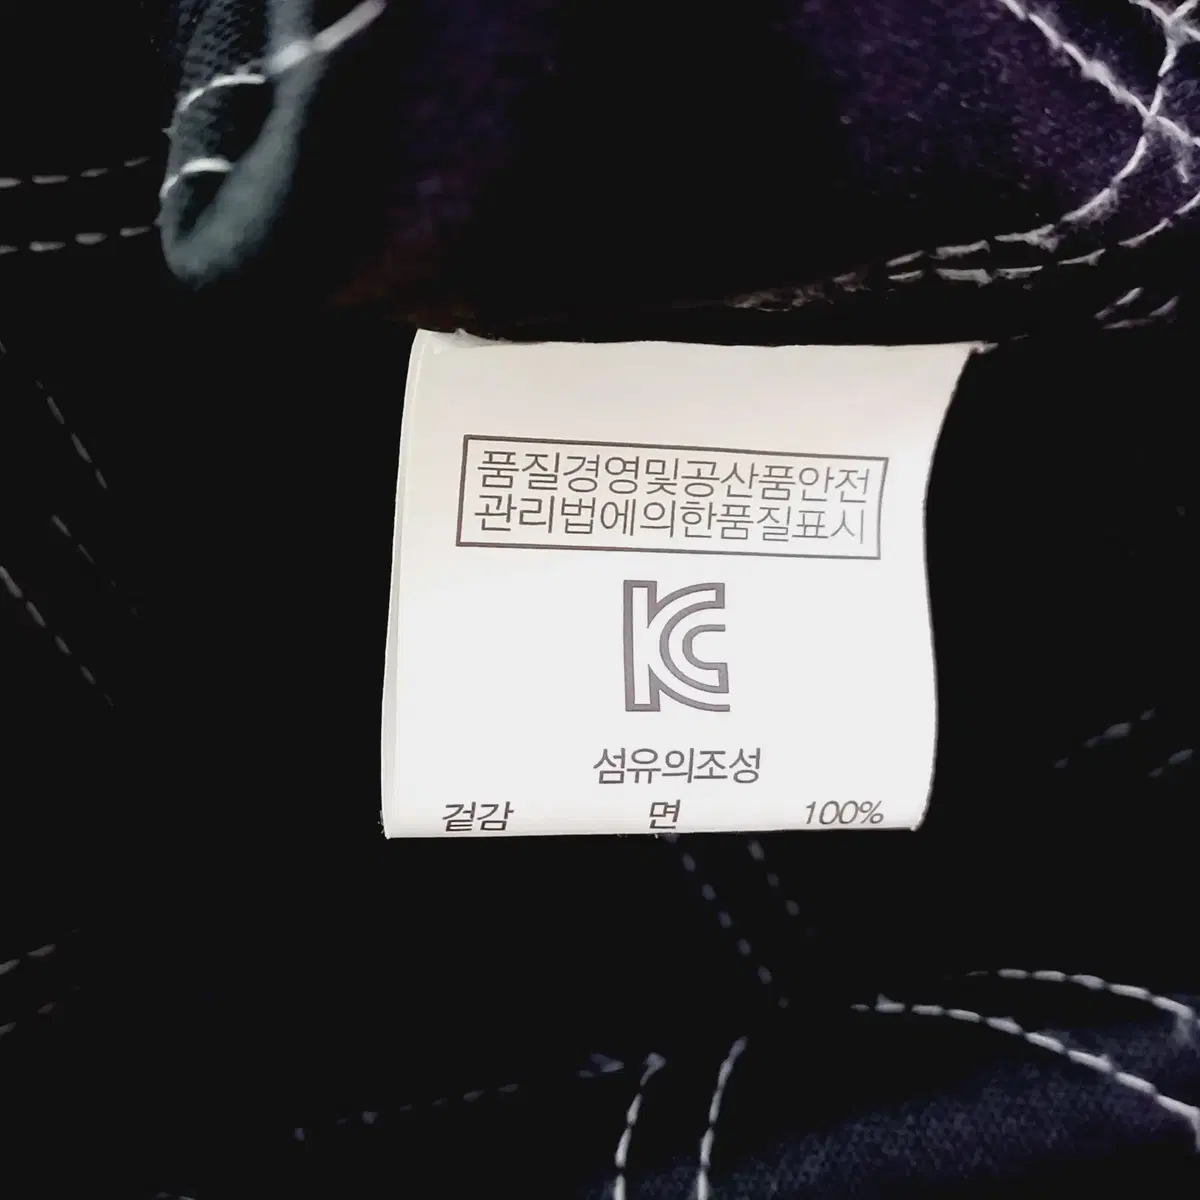 품질경영및공산품안전
관리법에의한품질표시
KC
섬유의조성
겉감 면 100%